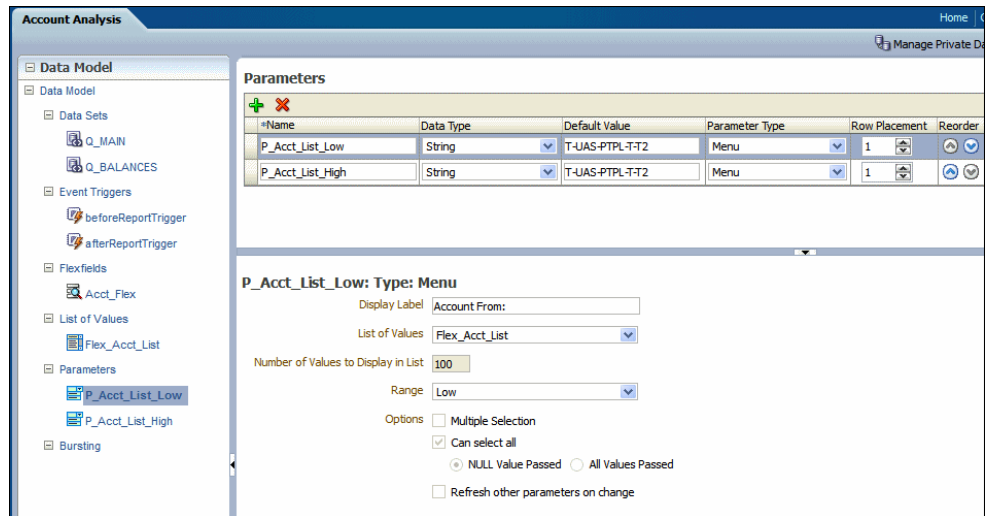 Account Analysis
Home
Manage Private Da
Data Model
Data Model
Data Sets
Q_MAIN
Q_BALANCES
Event Triggers
beforeReportTrigger
afterReportTrigger
Flexfields
Acct_Flex
List of Values
Flex_Acct_List
Parameters
P_Acct_List_Low
P_Acct_List_High
Bursting
Parameters
*Name Data Type Default Value Parameter Type Row Placement Reorder
P_Acct_List_Low String T-UAS-PTPL-T-T2 Menu 1
P_Acct_List_High String T-UAS-PTPL-T-T2 Menu 1
P_Acct_List_Low: Type: Menu
Display Label Account From:
List of Values Flex_Acct_List
Number of Values to Display in List 100
Range Low
Options Multiple Selection
Can select all
NULL Value Passed All Values Passed
Refresh other parameters on change